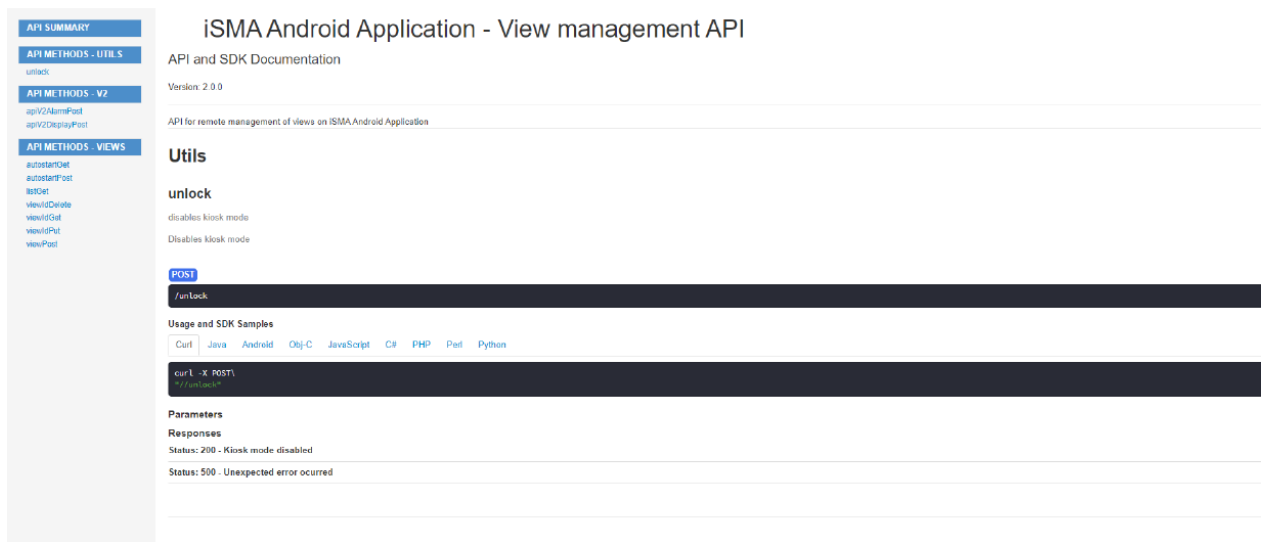 API SUMMARY
API METHODS - UTILS
unlock
API METHODS - V2
apiV2AlarmPost
apiV2DisplayPost
API METHODS - VIEWS
autostartGet
autostartPost
listGet
viewIdDelete
viewIdGet
viewIdPut
viewPost
iSMA Android Application - View management API
API and SDK Documentation
Version: 2.0.0
API for remote management of views on iSMA Android Application
Utils
unlock
disables kiosk mode
Disables kiosk mode
POST
/unlock
Usage and SDK Samples
Curl Java Android Obj-C JavaScript C# PHP Perl Python
curl -X POST\
"//unlock"
Parameters
Responses
Status: 200 - Kiosk mode disabled
Status: 500 - Unexpected error ocurred